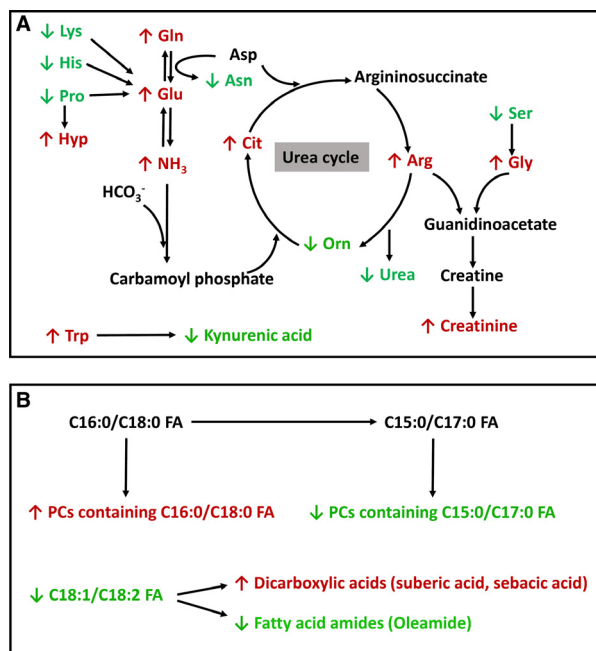 A
↓ Lys
↑ Gln
↓ His
Asp
↓ Asn
Argininosuccinate
↓ Pro
↑ Glu
↓ Ser
↑ Hyp
↑ NH₃
↑ Cit
Urea cycle
↑ Arg
↑ Gly
HCO₃⁻
Guanidinoacetate
↓ Orn
Carbamoyl phosphate
↓ Urea
Creatine
↑ Creatinine
↑ Trp
↓ Kynurenic acid
B
C16:0/C18:0 FA
C15:0/C17:0 FA
↑ PCs containing C16:0/C18:0 FA
↓ PCs containing C15:0/C17:0 FA
↓ C18:1/C18:2 FA
↑ Dicarboxylic acids (suberic acid, sebacic acid)
↓ Fatty acid amides (Oleamide)